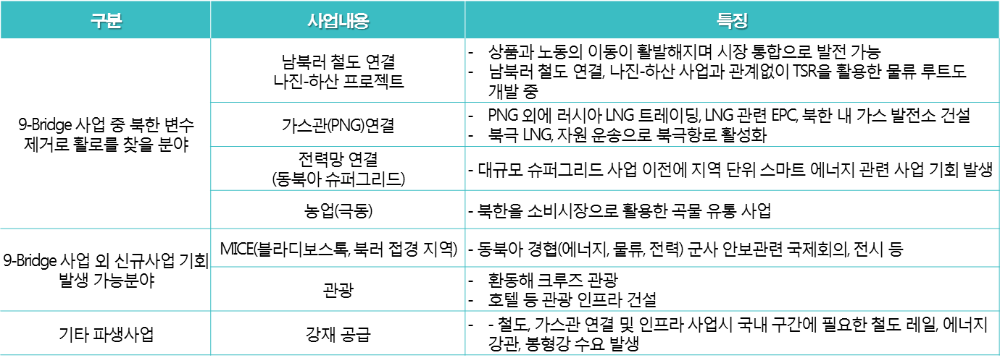 구분
사업내용
특징
9-Bridge 사업 중 북한 변수
제거로 활로를 찾을 분야
남북러 철도 연결
나진-하산 프로젝트
- 상품과 노동의 이동이 활발해지며 시장 통합으로 발전 가능
- 남북러 철도 연결, 나진-하산 사업과 관계없이 TSR을 활용한 물류 루트도
개발 중
가스관(PNG)연결
- PNG 외에 러시아 LNG 트레이딩, LNG 관련 EPC, 북한 내 가스 발전소 건설
- 북극 LNG, 자원 운송으로 북극항로 활성화
전력망 연결
(동북아 슈퍼그리드)
- 대규모 슈퍼그리드 사업 이전에 지역 단위 스마트 에너지 관련 사업 기회 발생
농업(극동)
- 북한을 소비시장으로 활용한 곡물 유통 사업
9-Bridge 사업 외 신규사업 기회
발생 가능분야
MICE(블라디보스톡, 북러 접경 지역)
- 동북아 경협(에너지, 물류, 전력) 군사 안보관련 국제회의, 전시 등
관광
- 환동해 크루즈 관광
- 호텔 등 관광 인프라 건설
기타 파생사업
강재 공급
- - 철도, 가스관 연결 및 인프라 사업시 국내 구간에 필요한 철도 레일, 에너지
강관, 봉형강 수요 발생